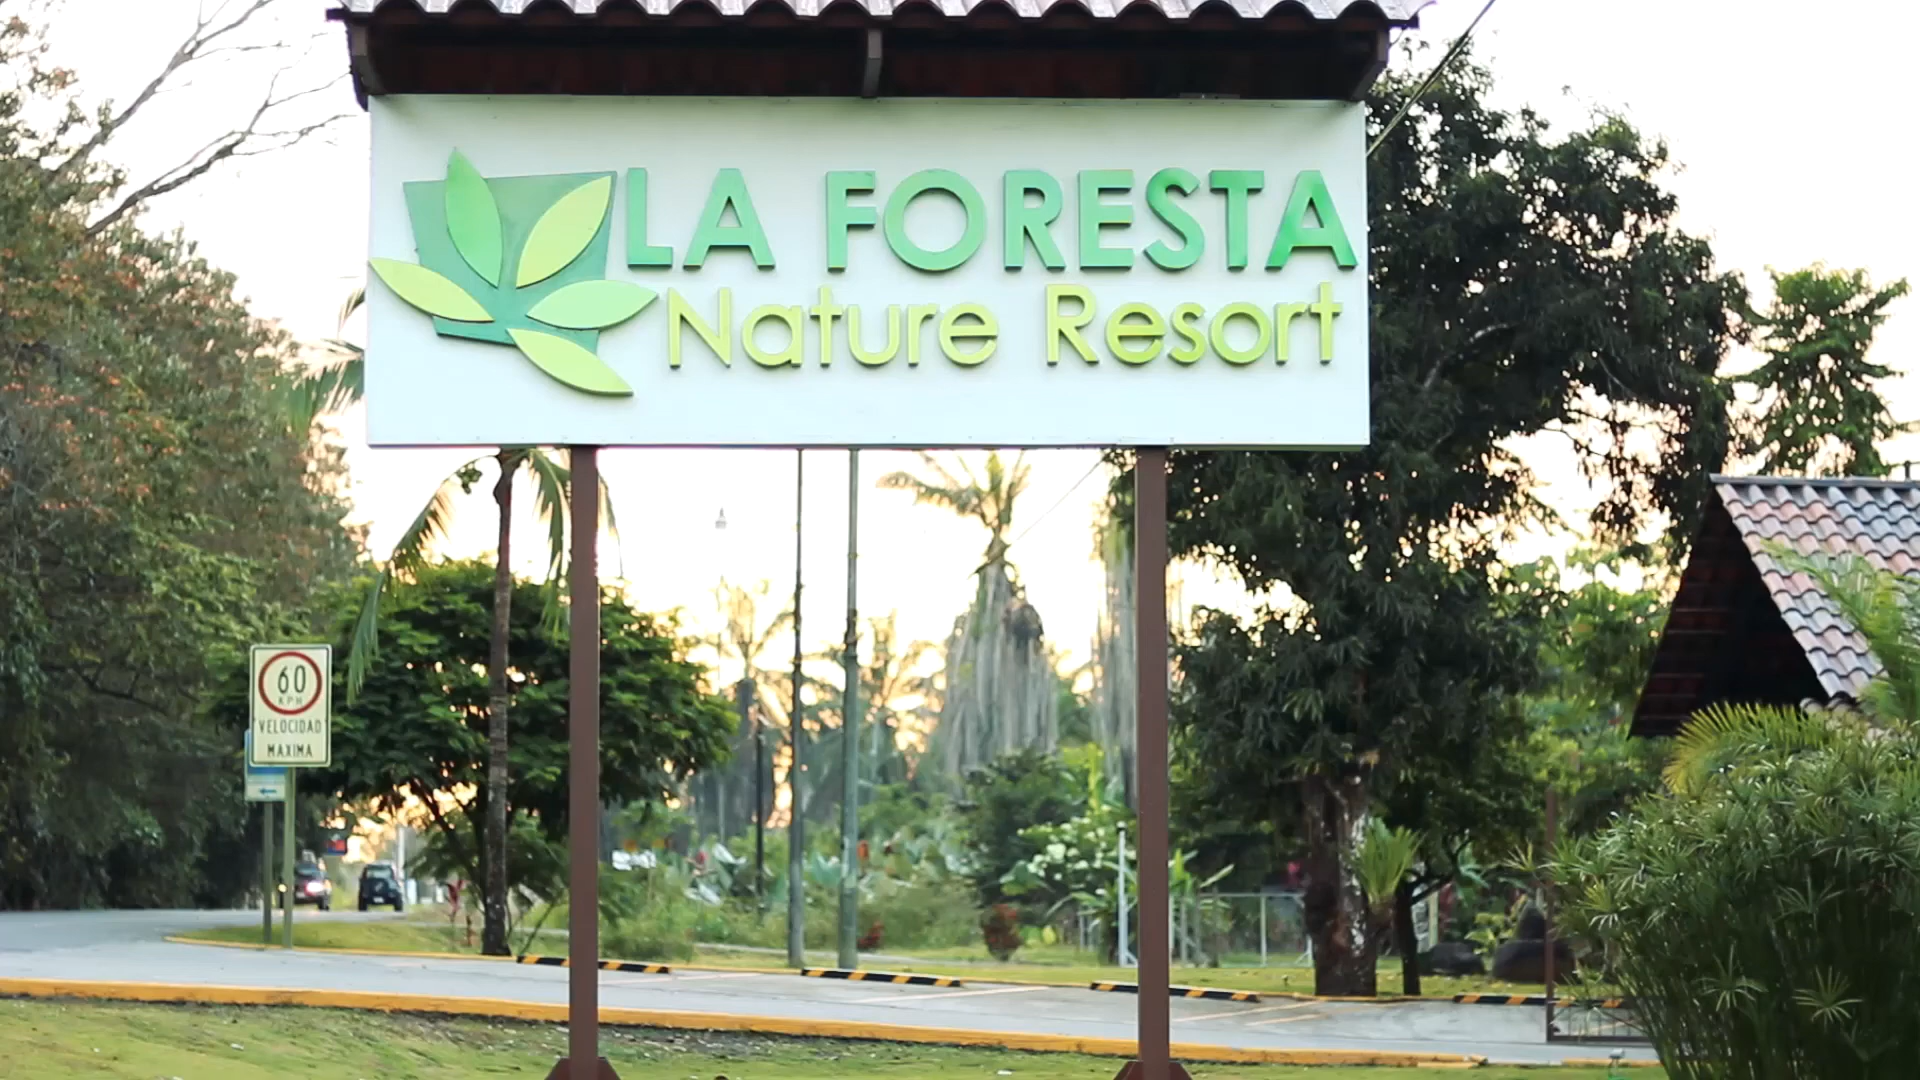 LA FORESTA
Nature Resort
60
KPH
VELOCIDAD
MAXIMA